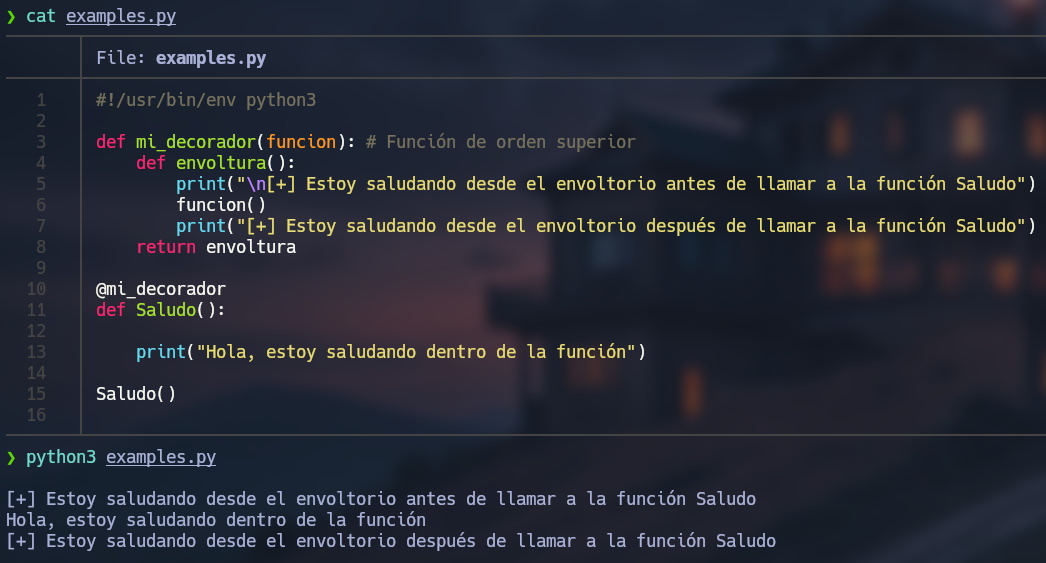 ❯ cat examples.py
File: examples.py
1 #!/usr/bin/env python3
2
3 def mi_decorador(funcion): # Función de orden superior
4     def envoltura():
5         print("\n[+] Estoy saludando desde el envoltorio antes de llamar a la función Saludo")
6         funcion()
7         print("[+] Estoy saludando desde el envoltorio después de llamar a la función Saludo")
8     return envoltura
9
10 @mi_decorador
11 def Saludo():
12
13     print("Hola, estoy saludando dentro de la función")
14
15 Saludo()
16
❯ python3 examples.py
[+] Estoy saludando desde el envoltorio antes de llamar a la función Saludo
Hola, estoy saludando dentro de la función
[+] Estoy saludando desde el envoltorio después de llamar a la función Saludo